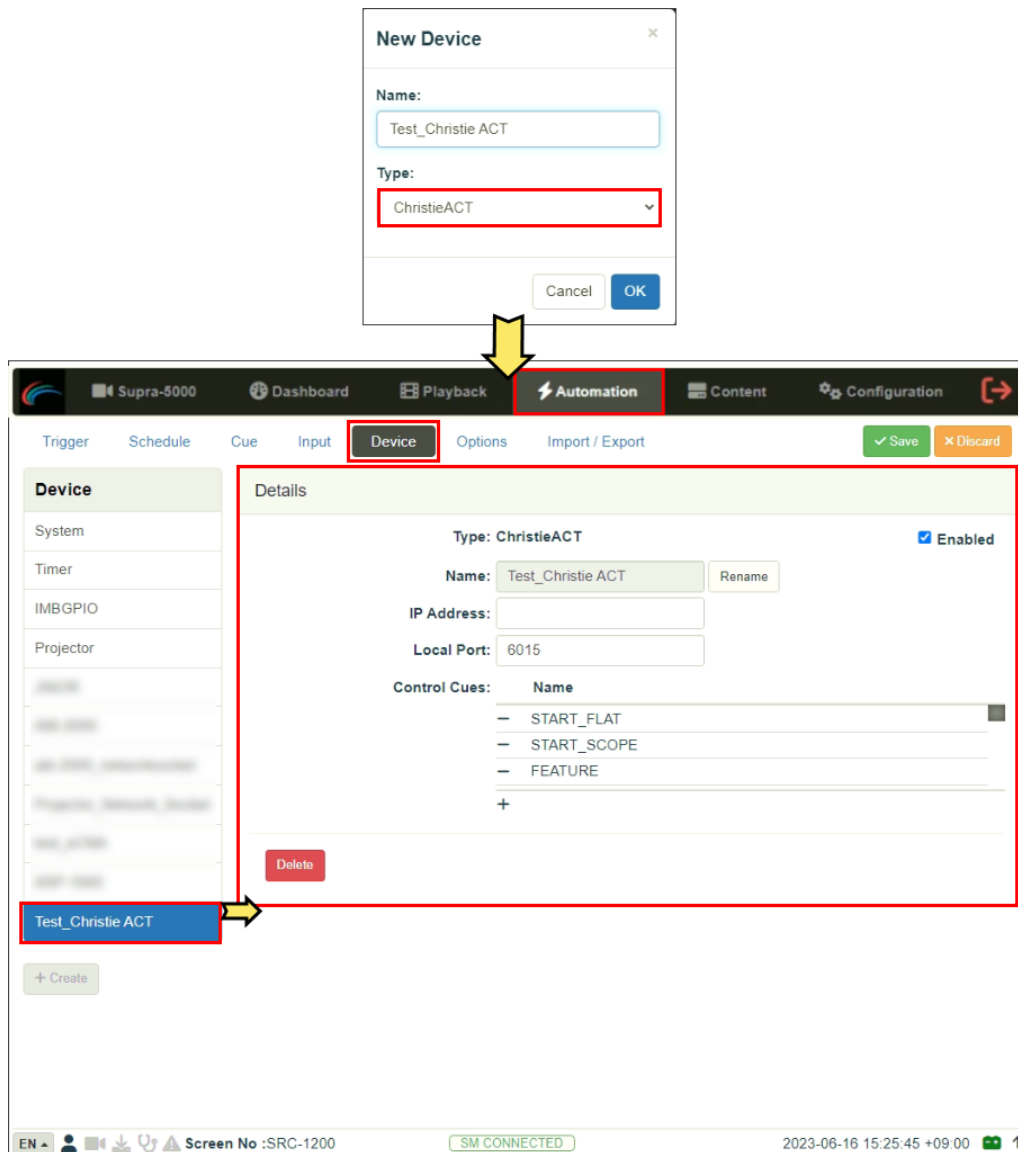 New Device ×
Name:
Test_Christie ACT
Type:
ChristieACT
Cancel OK
Supra-5000 Dashboard Playback Automation Content Configuration
Trigger Schedule Cue Input Device Options Import / Export Save × Discard
Device
System
Timer
IMBGPIO
Projector
Test_Christie ACT
+ Create
Details
Type: ChristieACT Enabled
Name: Test_Christie ACT Rename
IP Address:
Local Port: 6015
Control Cues: Name
− START_FLAT
− START_SCOPE
− FEATURE
+
Delete
EN Screen No :SRC-1200 SM CONNECTED 2023-06-16 15:25:45 +09:00